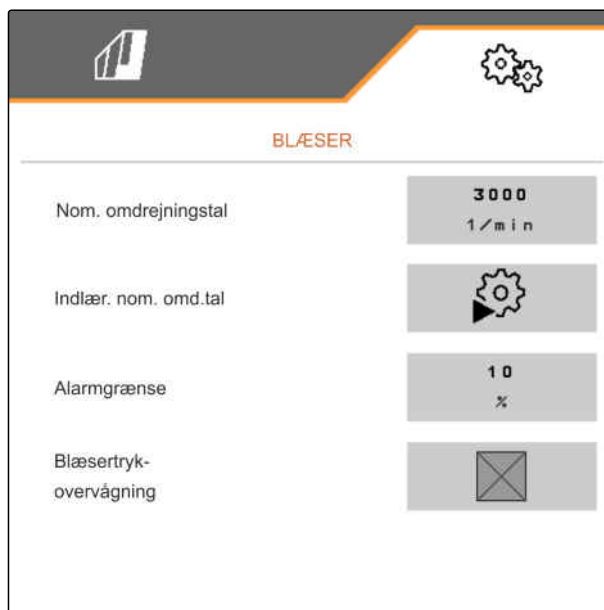 BLÆSER
Nom. omdrejningstal
3000
1/min
Indlær. nom. omd.tal
Alarmgrænse
10
%
Blæsertryk-
overvågning